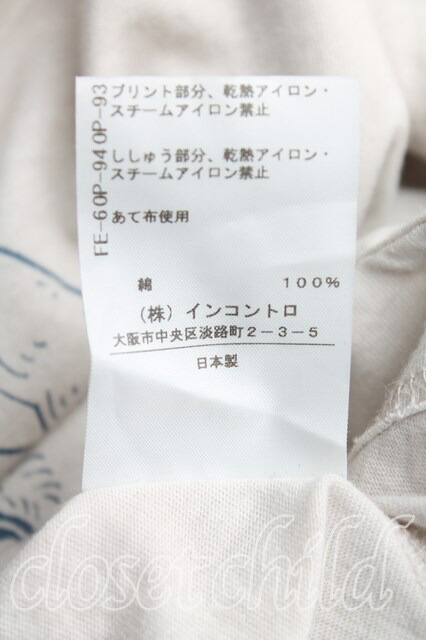 プリント部分、乾熱アイロン・
スチームアイロン禁止
ししゅう部分、乾熱アイロン・
スチームアイロン禁止
あて布使用
FE-60P-940P-93
綿 100%
(株)インコントロ
大阪市中央区淡路町2-3-5
日本製
closetchild